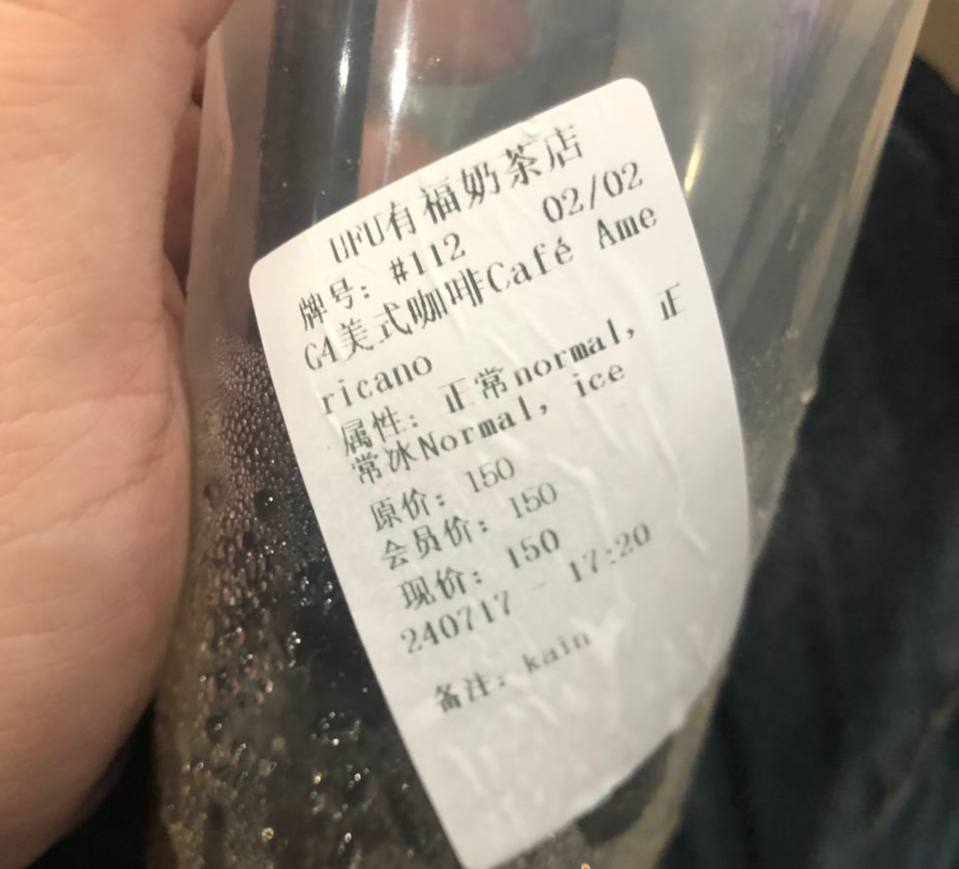 UFU有福奶茶店
牌号: #112 02/02
G4美式咖啡Café Ame
ricano
属性: 正常normal, 正
常冰Normal, ice
原价: 150
会员价: 150
现价: 150
240717 - 17:20
备注: kain